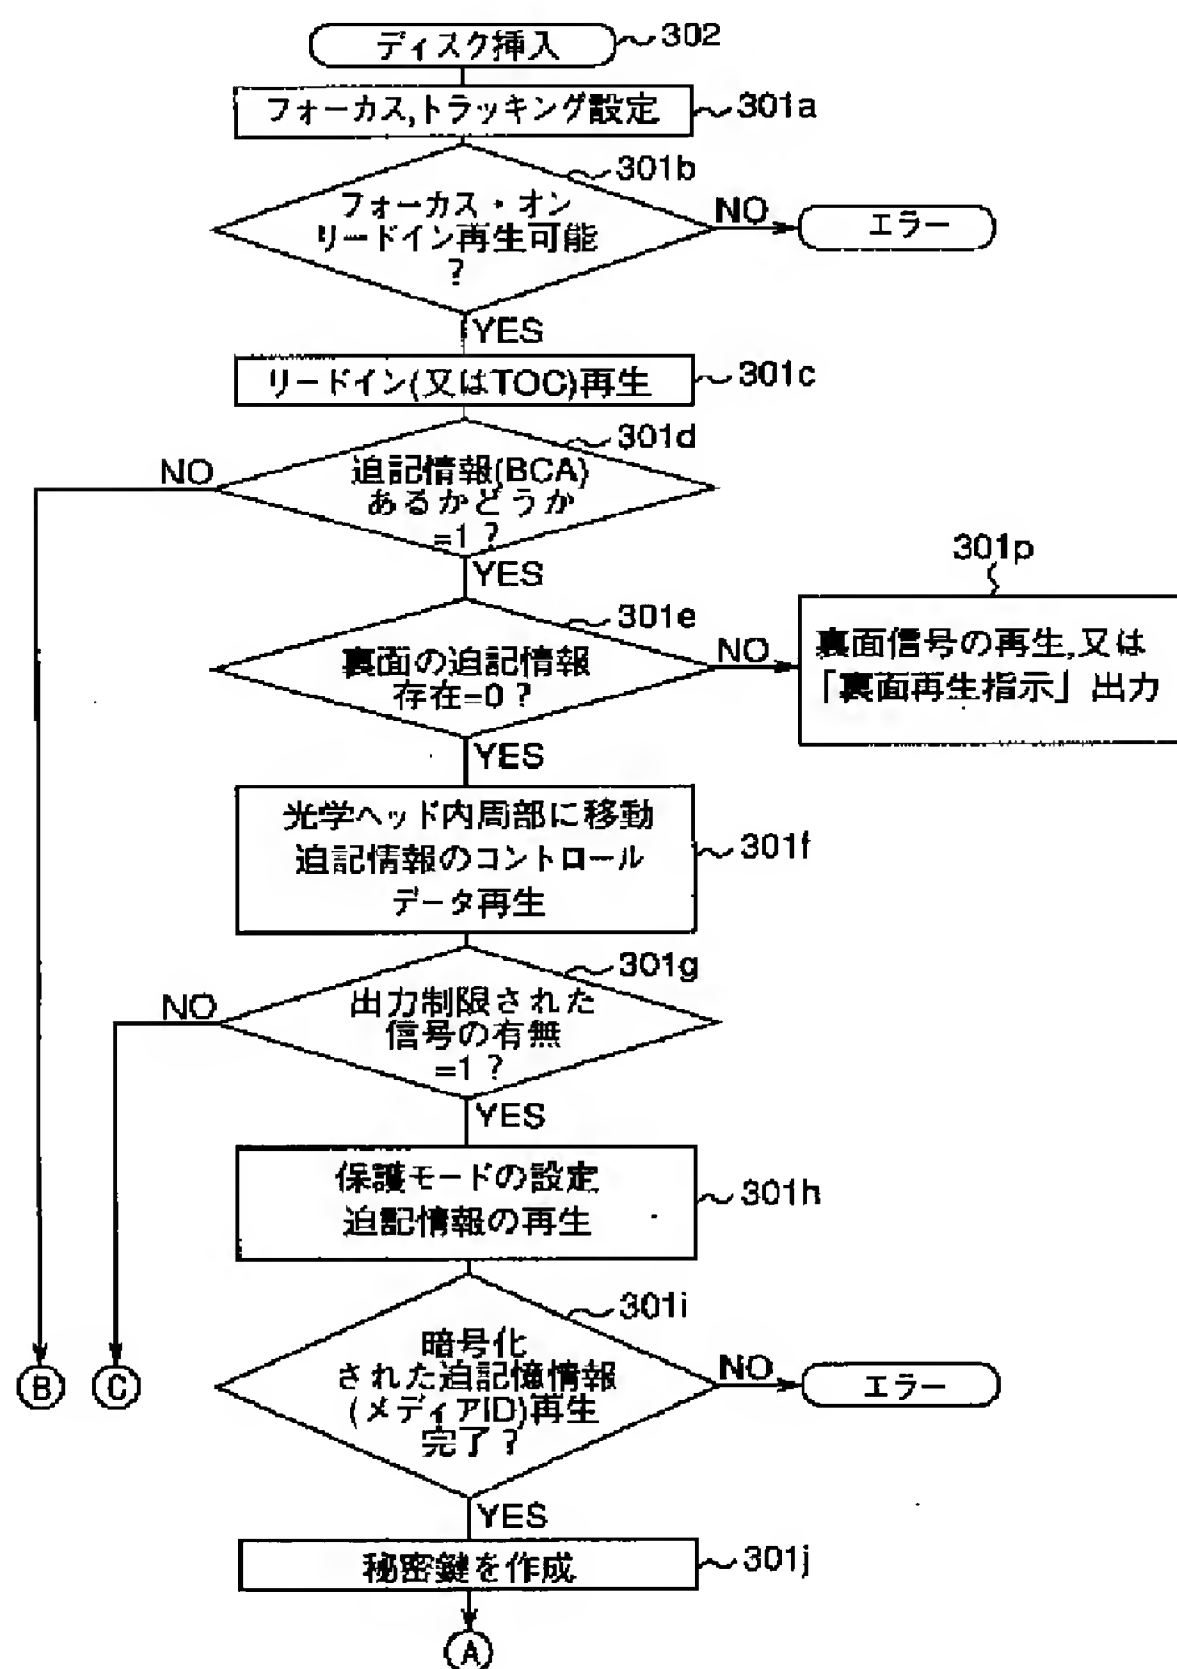 ディスク挿入
302
フォーカス,トラッキング設定
301a
301b
フォーカス・オン
リードイン再生可能
?
NO
エラー
YES
リードイン(又はTOC)再生
301c
301d
NO
追記情報(BCA)
あるかどうか
=1?
YES
301e
裏面の追記情報
存在=0?
NO
301p
裏面信号の再生,又は
「裏面再生指示」出力
YES
光学ヘッド内周部に移動
追記情報のコントロール
データ再生
301f
301g
NO
出力制限された
信号の有無
=1?
YES
保護モードの設定
追記情報の再生
301h
301i
暗号化
された追記憶情報
(メディアID)再生
完了?
NO
エラー
B
C
YES
秘密鍵を作成
301j
A